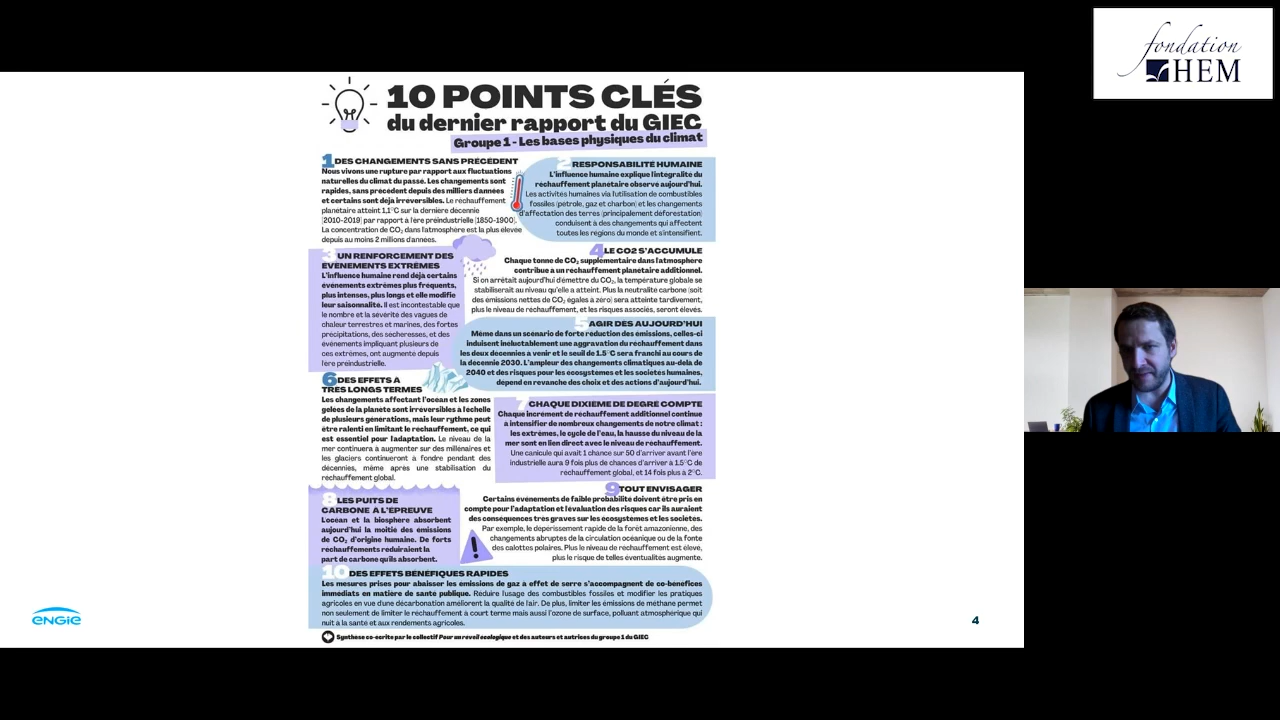 fondation
HEM
10 POINTS CLÉS
du dernier rapport du GIEC
Groupe 1 - Les bases physiques du climat
1 DES CHANGEMENTS SANS PRÉCÉDENT
Nous vivons une rupture par rapport aux fluctuations
naturelles du climat du passé. Les changements sont
rapides, sans précédent depuis des milliers d'années
et certains sont déjà irréversibles. Le réchauffement
planétaire atteint 1,1°C sur la dernière décennie
(2010-2019) par rapport à l'ère préindustrielle (1850-1900).
La concentration de CO₂ dans l'atmosphère est la plus élevée
depuis au moins 2 millions d'années.
2 RESPONSABILITÉ HUMAINE
L'influence humaine explique l'intégralité du
réchauffement planétaire observé aujourd'hui.
Les activités humaines via l'utilisation de combustibles
fossiles (pétrole, gaz et charbon) et les changements
d'affectation des terres (principalement déforestation)
conduisent à des changements qui affectent
toutes les régions du monde et s'intensifient.
3 UN RENFORCEMENT DES
ÉVÉNEMENTS EXTRÊMES
L'influence humaine rend déjà certains
événements extrêmes plus fréquents,
plus intenses, plus longs et elle modifie
leur saisonnalité. Il est incontestable que
le nombre et la sévérité des vagues de
chaleur terrestres et marines, des fortes
précipitations, des sécheresses, et des
événements impliquant plusieurs de
ces extrêmes, ont augmenté depuis
l'ère préindustrielle.
4 LE CO2 S'ACCUMULE
Chaque tonne de CO₂ supplémentaire dans l'atmosphère
contribue à un réchauffement planétaire additionnel.
Si on arrêtait aujourd'hui d'émettre du CO₂, la température globale se
stabiliserait au niveau qu'elle a atteint. Plus la neutralité carbone (soit
des émissions nettes de CO₂ égales à zéro) sera atteinte tardivement,
plus le niveau de réchauffement, et les risques associés, seront élevés.
5 AGIR DÈS AUJOURD'HUI
Même dans un scénario de forte réduction des émissions, celles-ci
induisent inéluctablement une aggravation du réchauffement dans
les deux décennies à venir et le seuil de 1.5°C sera franchi au cours de
la décennie 2030. L'ampleur des changements climatiques au-delà de
2040 et des risques pour les écosystèmes et les sociétés humaines,
dépend en revanche des choix et des actions d'aujourd'hui.
6 DES EFFETS À
TRÈS LONGS TERMES
Les changements affectant l'océan et les zones
gelées de la planète sont irréversibles à l'échelle
de plusieurs générations, mais leur rythme peut
être ralenti en limitant le réchauffement, ce qui
est essentiel pour l'adaptation. Le niveau de la
mer continuera à augmenter sur des millénaires et
les glaciers continueront à fondre pendant des
décennies, même après une stabilisation du
réchauffement global.
7 CHAQUE DIXIÈME DE DEGRÉ COMPTE
Chaque incrément de réchauffement additionnel continue
à intensifier de nombreux changements de notre climat :
les extrêmes, le cycle de l'eau, la hausse du niveau de la
mer sont en lien direct avec le niveau de réchauffement.
Une canicule qui avait 1 chance sur 50 d'arriver avant l'ère
industrielle aura 9 fois plus de chances d'arriver à 1.5°C de
réchauffement global, et 14 fois plus à 2°C.
8 LES PUITS DE
CARBONE À L'ÉPREUVE
L'océan et la biosphère absorbent
aujourd'hui la moitié des émissions
de CO₂ d'origine humaine. De forts
réchauffements réduiraient la
part de carbone qu'ils absorbent.
9 TOUT ENVISAGER
Certains événements de faible probabilité doivent être pris en
compte pour l'adaptation et l'évaluation des risques car ils auraient
des conséquences très graves sur les écosystèmes et les sociétés.
Par exemple, le dépérissement rapide de la forêt amazonienne, des
changements abruptes de la circulation océanique ou de la fonte
des calottes polaires. Plus le niveau de réchauffement est élevé,
plus le risque de telles éventualités augmente.
10 DES EFFETS BÉNÉFIQUES RAPIDES
Les mesures prises pour abaisser les émissions de gaz à effet de serre s'accompagnent de co-bénéfices
immédiats en matière de santé publique. Réduire l'usage des combustibles fossiles et modifier les pratiques
agricoles en vue d'une décarbonation améliorent la qualité de l'air. De plus, limiter les émissions de méthane permet
non seulement de limiter le réchauffement à court terme mais aussi l'ozone de surface, polluant atmosphérique qui
nuit à la santé et aux rendements agricoles.
Synthèse co-écrite par le collectif Pour un réveil écologique et des auteurs et autrices du groupe 1 du GIEC
ENGIE
4